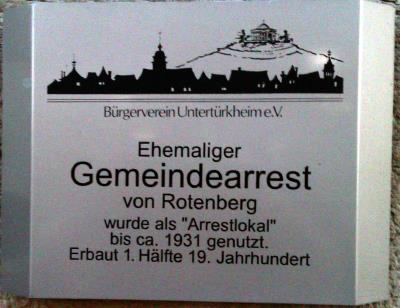 Bürgerverein Untertürkheim e.V.
Ehemaliger
Gemeindearrest
von Rotenberg
wurde als "Arrestlokal"
bis ca. 1931 genutzt.
Erbaut 1. Hälfte 19. Jahrhundert